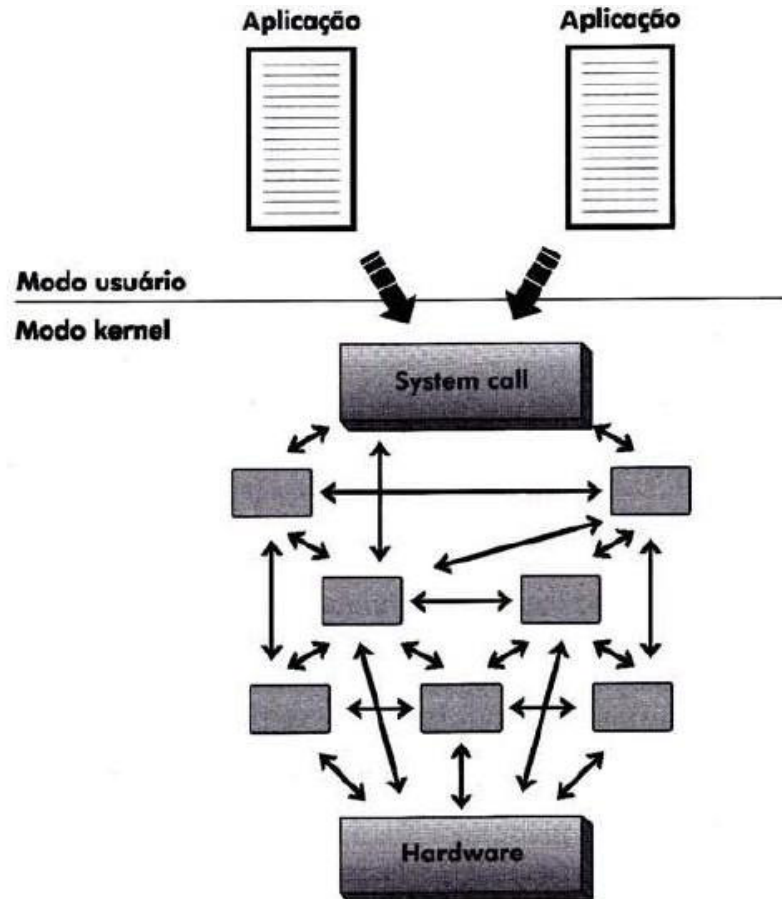 Aplicação
Aplicação
Modo usuário
Modo kernel
System call
Hardware